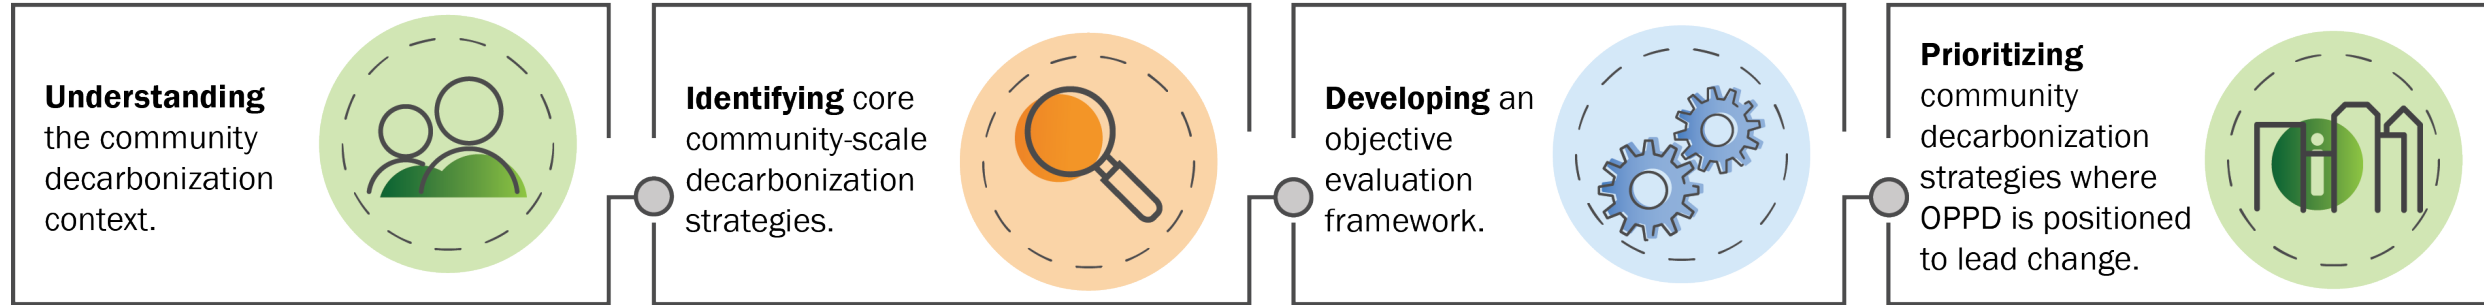 Understanding
the community
decarbonization
context.
Identifying core
community-scale
decarbonization
strategies.
Developing an
objective
evaluation
framework.
Prioritizing
community
decarbonization
strategies where
OPPD is positioned
to lead change.